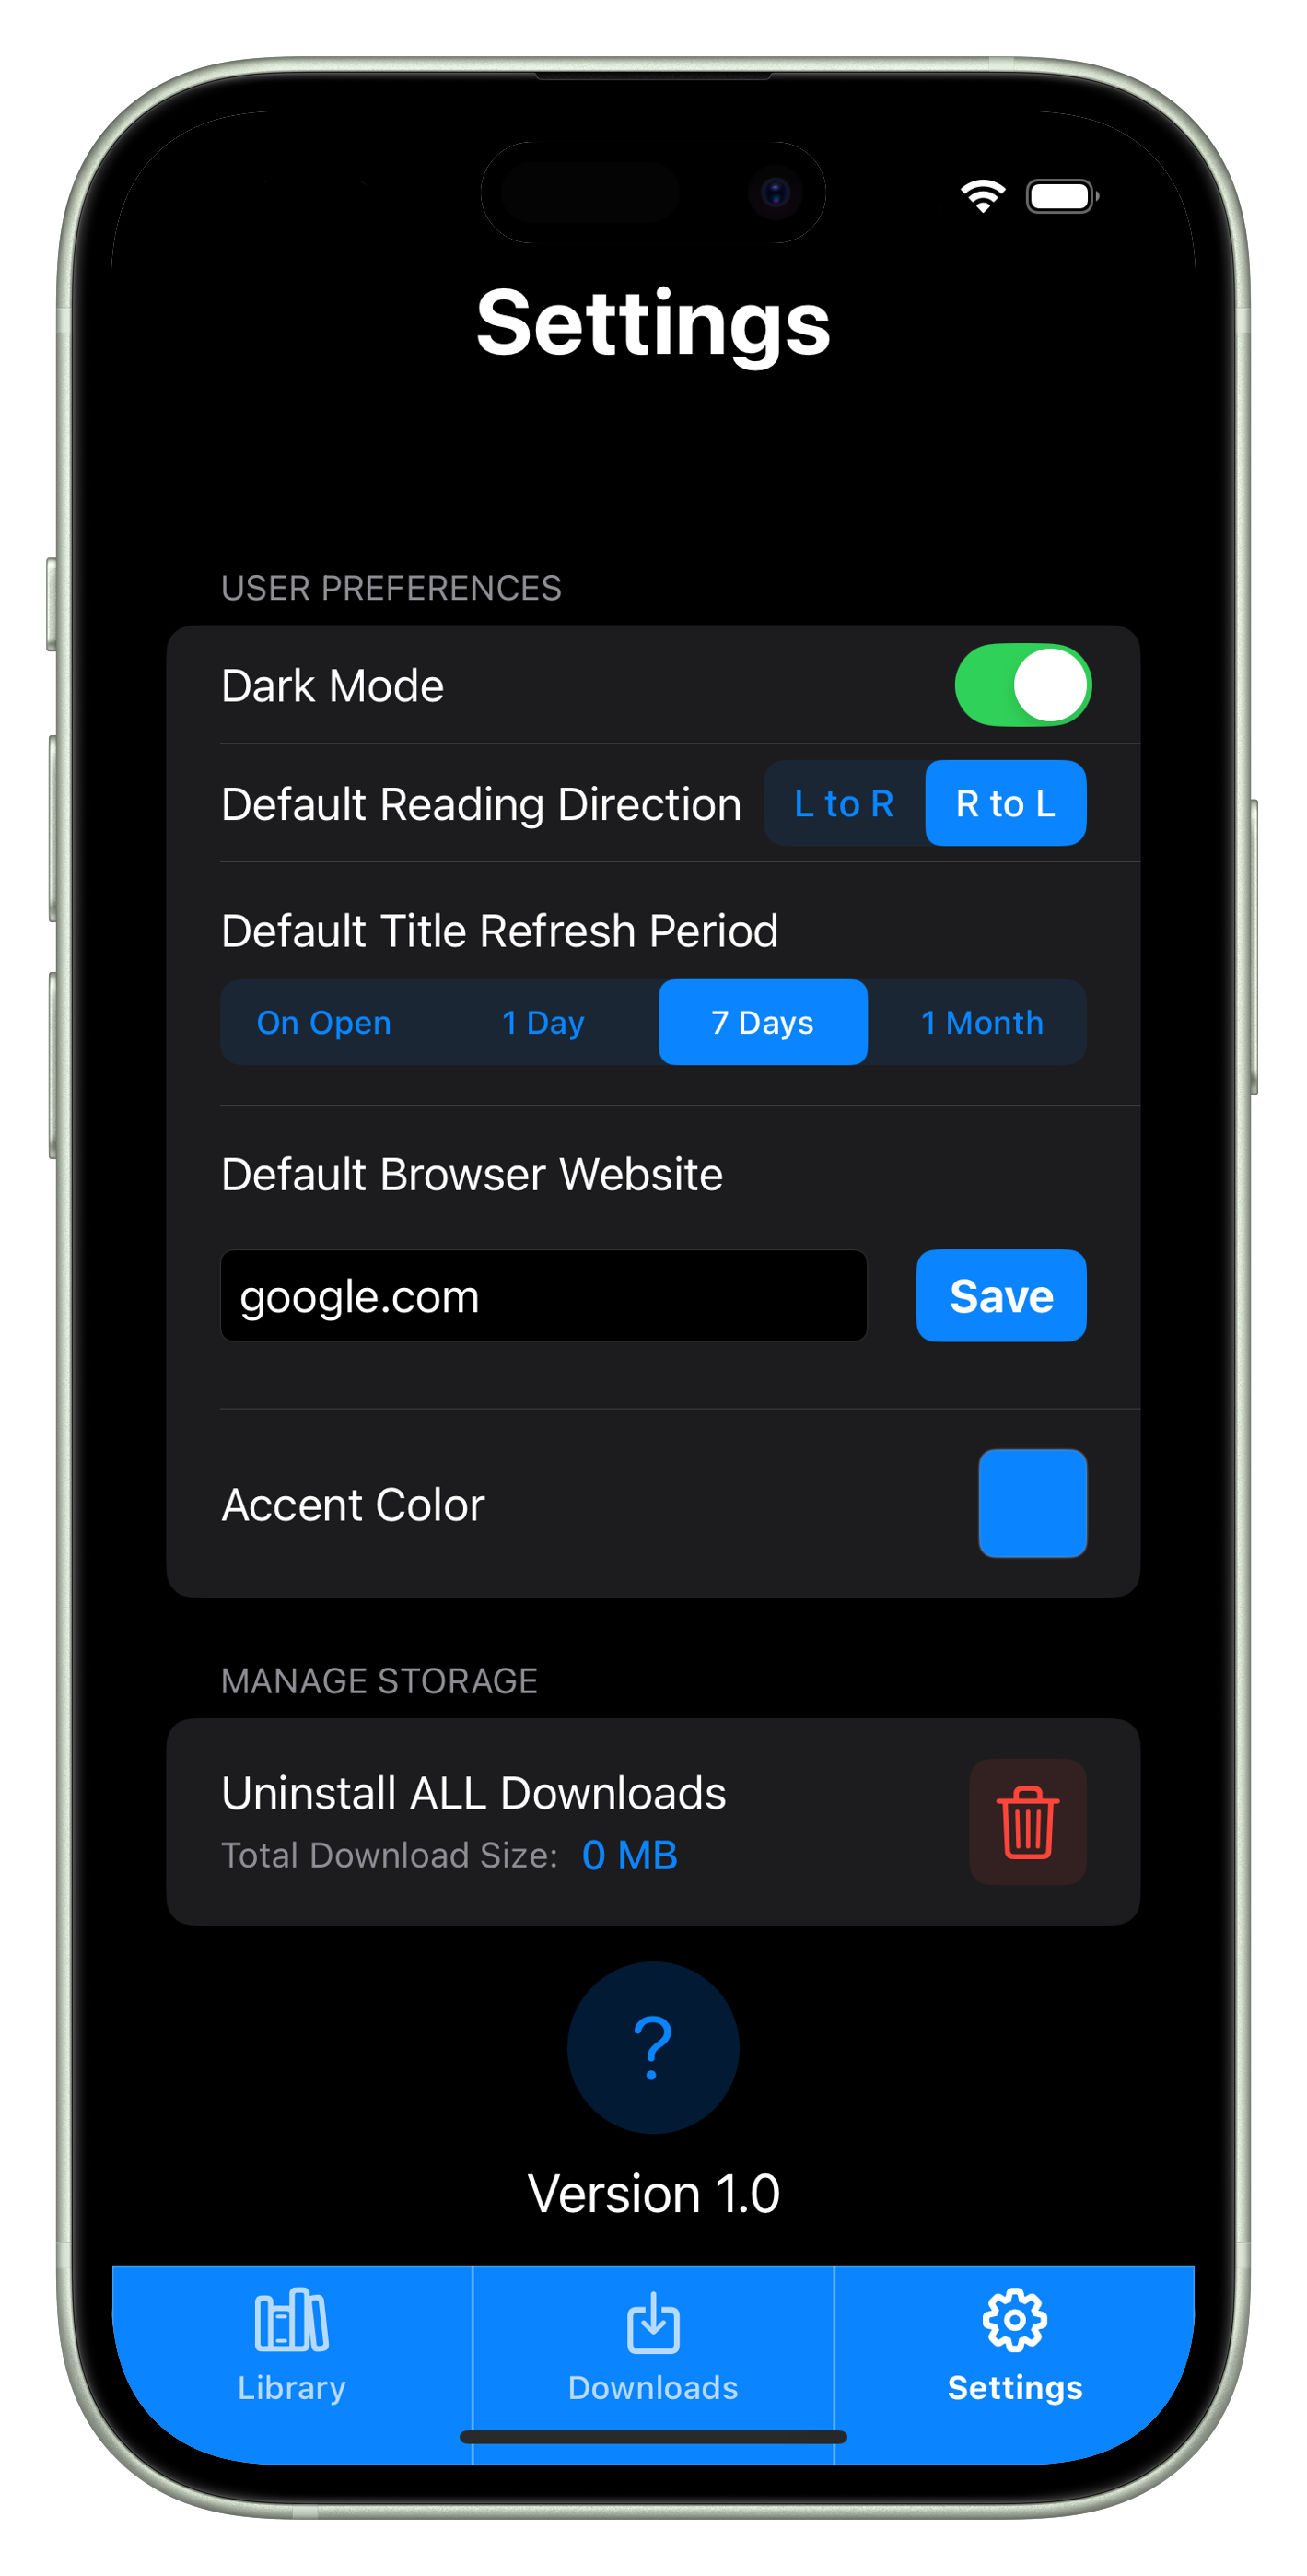 Settings
USER PREFERENCES
Dark Mode
Default Reading Direction L to R R to L
Default Title Refresh Period
On Open 1 Day 7 Days 1 Month
Default Browser Website
google.com Save
Accent Color
MANAGE STORAGE
Uninstall ALL Downloads
Total Download Size: 0 MB
?
Version 1.0
Library Downloads Settings